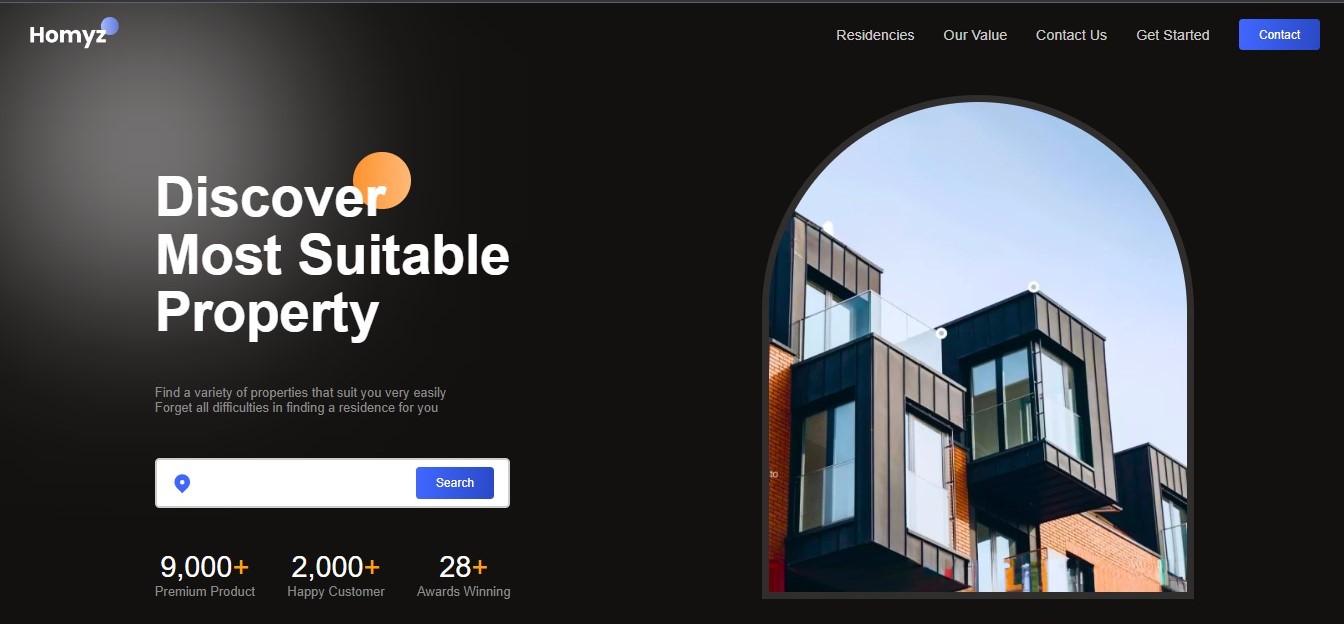 Homyz
Residencies
Our Value
Contact Us
Get Started
Contact
Discover
Most Suitable
Property
Find a variety of properties that suit you very easily
Forget all difficulties in finding a residence for you
Search
9,000+
2,000+
28+
Premium Product
Happy Customer
Awards Winning
to